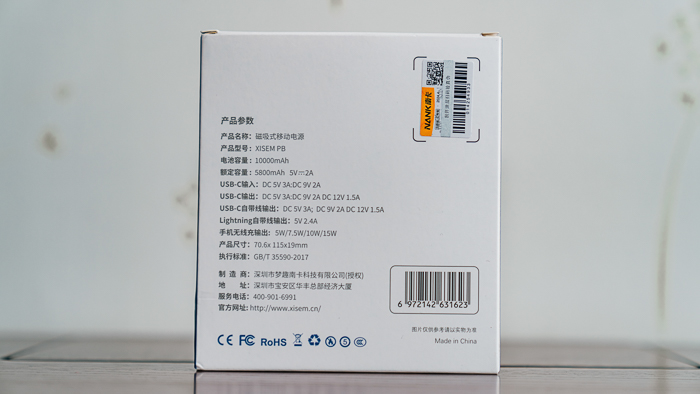 NANK南卡
产品参数
产品名称：磁吸式移动电源
产品型号：XISEM PB
电池容量：10000mAh
额定容量：5800mAh 5V⎓2A
USB-C输入：DC 5V 3A:DC 9V 2A
USB-C输出：DC 5V 3A:DC 9V 2A DC 12V 1.5A
USB-C自带线输出：DC 5V 3A; DC 9V 2A DC 12V 1.5A
Lightning自带线输出：5V 2.4A
手机无线充输出：5W/7.5W/10W/15W
产品尺寸：70.6x 115x19mm
执行标准：GB/T 35590-2017
制 造 商：深圳市梦趣南卡科技有限公司(授权)
地 址：深圳市宝安区华丰总部经济大厦
服务电话：400-901-6991
官方网址：http://www.xisem.cn/
6 972142 631623
图片仅供参考请以实物为准
Made in China
CE FC RoHS